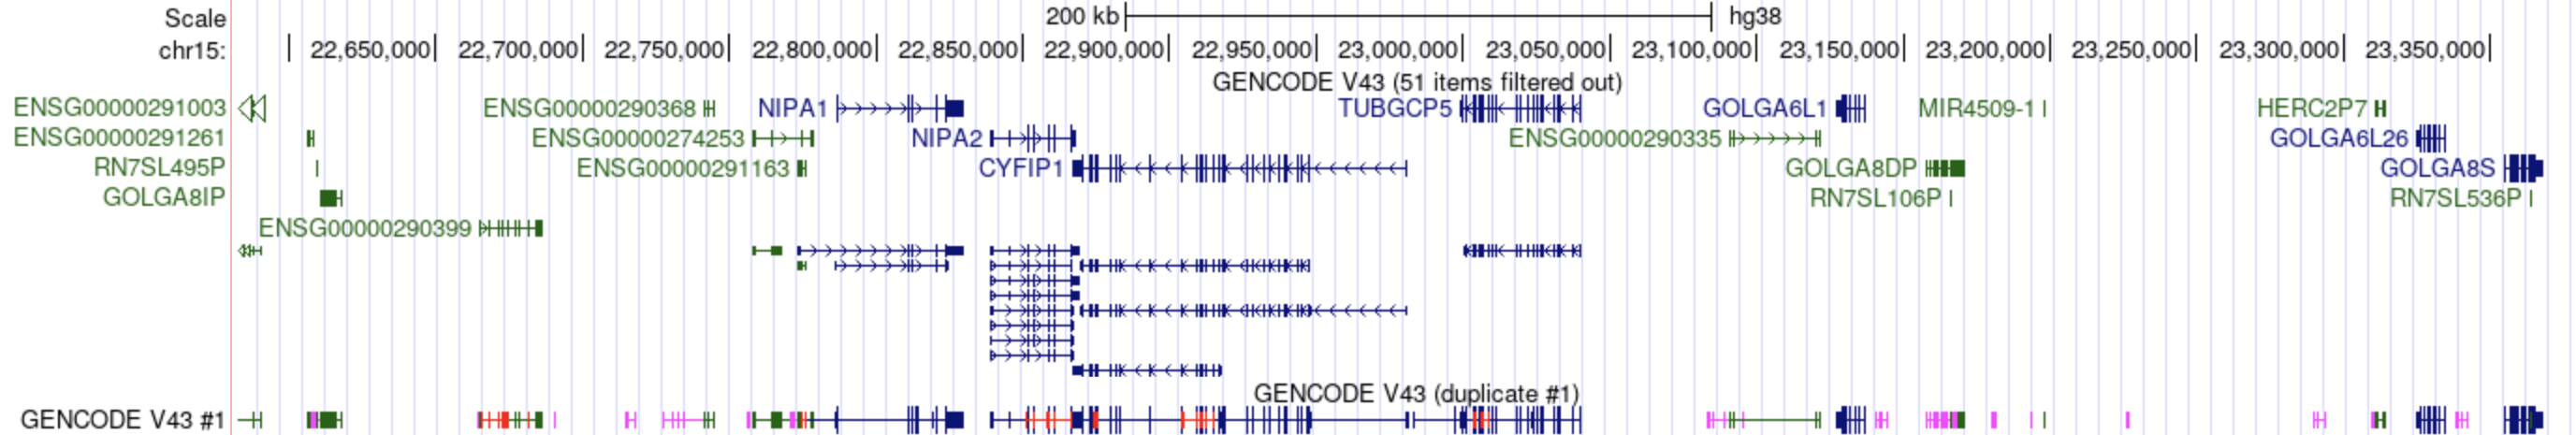 Scale 200 kb hg38
chr15: 22,650,000 22,700,000 22,750,000 22,800,000 22,850,000 22,900,000 22,950,000 23,000,000 23,050,000 23,100,000 23,150,000 23,200,000 23,250,000 23,300,000 23,350,000
GENCODE V43 (51 items filtered out)
ENSG00000291003 ENSG00000290368 NIPA1 TUBGCP5 GOLGA6L1 MIR4509-1 HERC2P7
ENSG00000291261 ENSG00000274253 NIPA2 ENSG00000290335 GOLGA6L26
RN7SL495P ENSG00000291163 CYFIP1 GOLGA8DP GOLGA8S
GOLGA8IP RN7SL106P RN7SL536P
ENSG00000290399
GENCODE V43 (duplicate #1)
GENCODE V43 #1